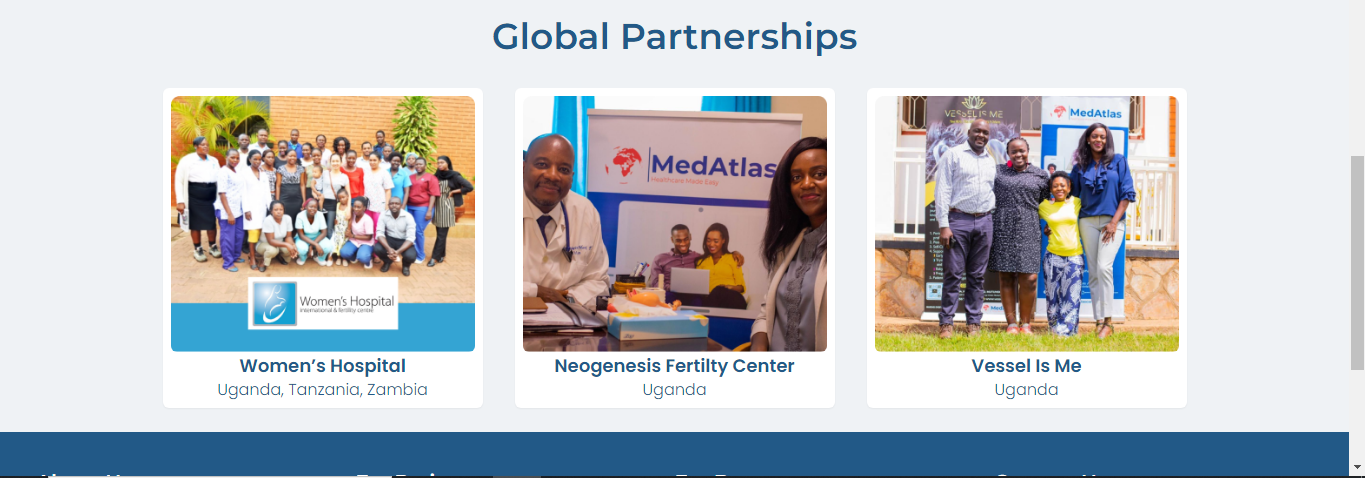 Global Partnerships
VESSEL IS ME
MedAtlas
MedAtlas
Healthcare Made Easy
Women's Hospital
International & fertility centre
Women’s Hospital
Uganda, Tanzania, Zambia
Neogenesis Fertilty Center
Uganda
Vessel Is Me
Uganda